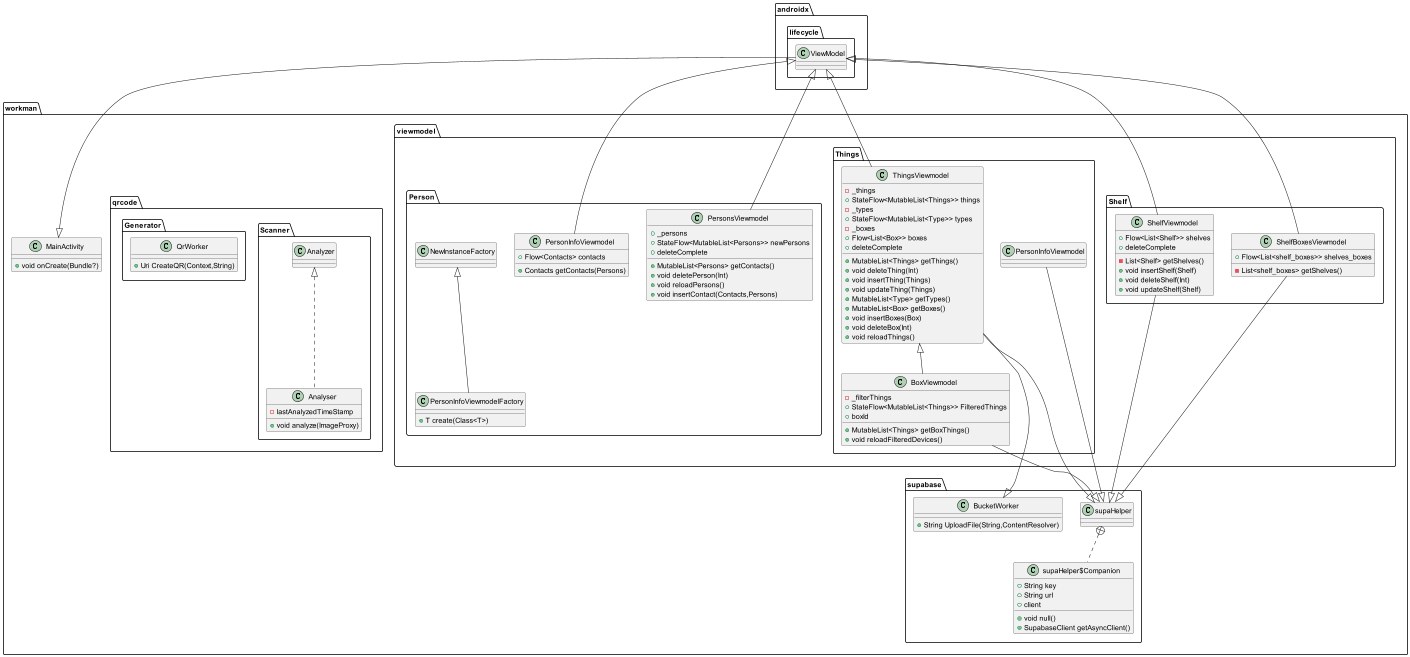 androidx
lifecycle
C ViewModel
workman
viewmodel
Things
C ThingsViewmodel
_things
StateFlow<MutableList<Things>> things
_types
StateFlow<MutableList<Type>> types
_boxes
Flow<List<Box>> boxes
deleteComplete
MutableList<Things> getThings()
void deleteThing(Int)
void insertThing(Things)
void updateThing(Things)
MutableList<Type> getTypes()
MutableList<Box> getBoxes()
void insertBoxes(Box)
void deleteBox(Int)
void reloadThings()
C PersonInfoViewmodel
C BoxViewmodel
_filterThings
StateFlow<MutableList<Things>> FilteredThings
boxId
MutableList<Things> getBoxThings()
void reloadFilteredDevices()
Person
C PersonsViewmodel
_persons
StateFlow<MutableList<Persons>> newPersons
deleteComplete
MutableList<Persons> getContacts()
void deletePerson(Int)
void reloadPersons()
void insertContact(Contacts,Persons)
C NewInstanceFactory
C PersonInfoViewmodel
Flow<Contacts> contacts
Contacts getContacts(Persons)
C PersonInfoViewmodelFactory
T create(Class<T>)
Shelf
C ShelfViewmodel
Flow<List<Shelf>> shelves
deleteComplete
List<Shelf> getShelves()
void insertShelf(Shelf)
void deleteShelf(Int)
void updateShelf(Shelf)
C ShelfBoxesViewmodel
Flow<List<shelf_boxes>> shelves_boxes
List<shelf_boxes> getShelves()
qrcode
Generator
C QrWorker
Uri CreateQR(Context,String)
Scanner
C Analyzer
C Analyser
lastAnalyzedTimeStamp
void analyze(ImageProxy)
C MainActivity
void onCreate(Bundle?)
supabase
C BucketWorker
String UploadFile(String,ContentResolver)
C supaHelper
C supaHelper$Companion
String key
String url
client
void null()
SupabaseClient getAsyncClient()